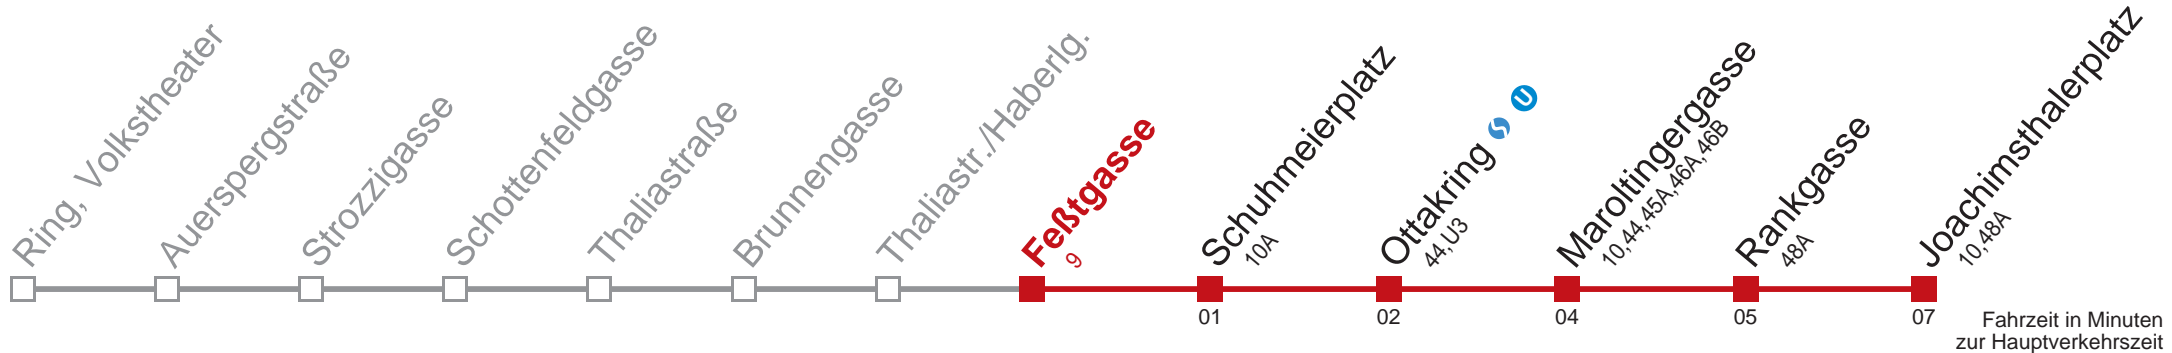 Ring, Volkstheater
Auerspergstraße
Strozzigasse
Schottenfeldgasse
Thaliastraße
Brunnengasse
Thaliastr./Haberlg.
Feßtgasse
9
Schuhmeierplatz
10A
01
Ottakring
S U
44,U3
02
Maroltingergasse
10,44,45A,46A,46B
04
Rankgasse
48A
05
Joachimsthalerplatz
10,48A
07
Fahrzeit in Minuten
zur Hauptverkehrszeit